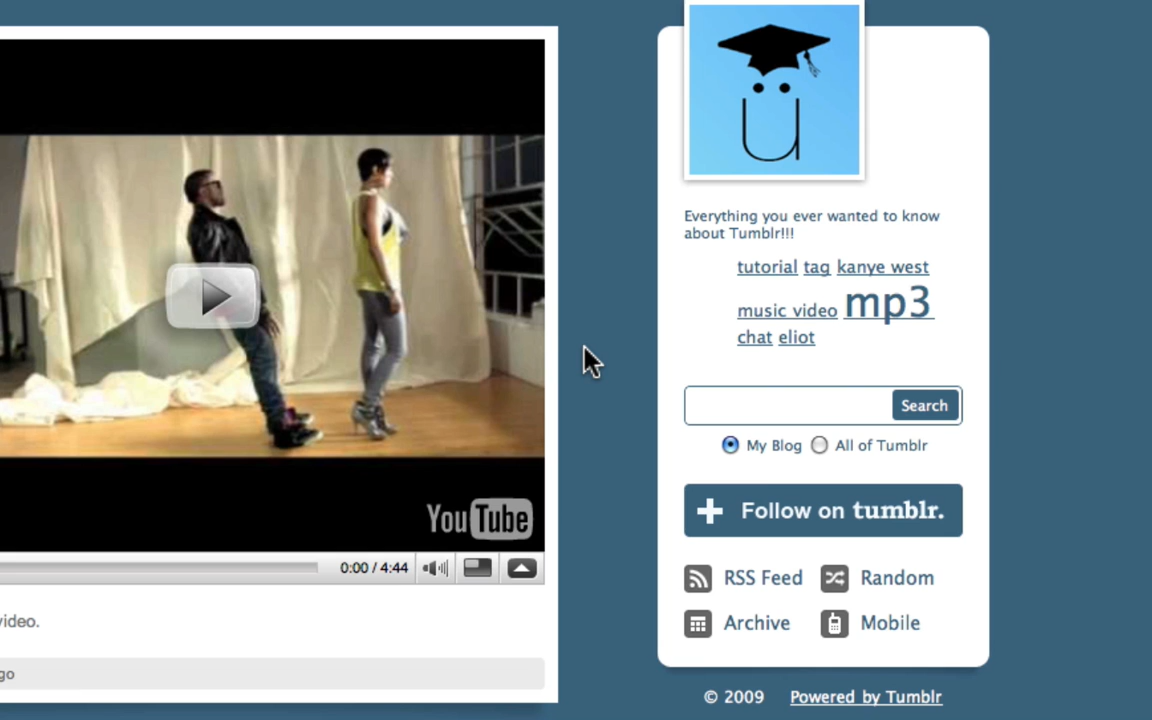 YouTube
0:00 / 4:44
video.
go
ü
Everything you ever wanted to know
about Tumblr!!!
tutorial tag kanye west
music video mp3
chat eliot
Search
My Blog All of Tumblr
+ Follow on tumblr.
RSS Feed Random
Archive Mobile
© 2009 Powered by Tumblr